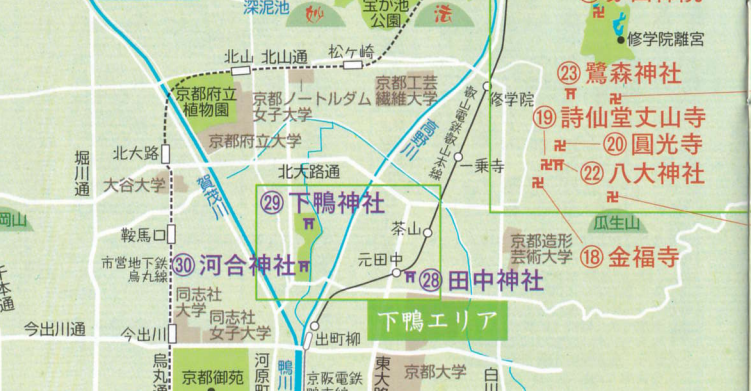 深泥池
妙
宝が池
公園
法
修学院離宮
北山
北山通
松ヶ崎
㉓鷺森神社
京都府立
植物園
京都ノートルダム
女子大学
京都工芸
繊維大学
修学院
⑲詩仙堂丈山寺
叡山電鉄叡山本線
高野川
京都府立大学
⑳圓光寺
北大路
堀川通
一乗寺
北大路通
㉒八大神社
大谷大学
賀茂川
㉙下鴨神社
岡山
瓜生山
茶山
鞍馬口
京都造形
芸術大学
⑱金福寺
元田中
㉚河合神社
市営地下鉄
烏丸線
千本通
㉘田中神社
同志社
大学
同志社
女子大学
下鴨エリア
今出川通
今出川
出町柳
烏丸通
京都御苑
河原町
鴨川
京阪電鉄
東大路
京都大学
白川